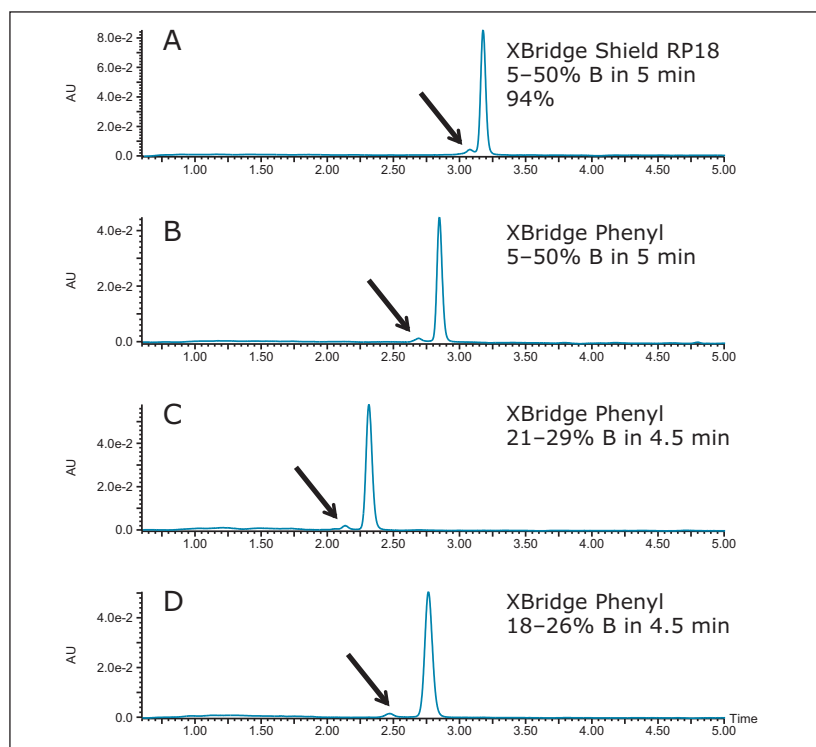 A
XBridge Shield RP18
5–50% B in 5 min
94%
AU
8.0e-2
6.0e-2
4.0e-2
2.0e-2
0.0
1.00 1.50 2.00 2.50 3.00 3.50 4.00 4.50 5.00
B
XBridge Phenyl
5–50% B in 5 min
AU
4.0e-2
2.0e-2
0.0
1.00 1.50 2.00 2.50 3.00 3.50 4.00 4.50 5.00
C
XBridge Phenyl
21–29% B in 4.5 min
AU
4.0e-2
2.0e-2
0.0
1.00 1.50 2.00 2.50 3.00 3.50 4.00 4.50 5.00
D
XBridge Phenyl
18–26% B in 4.5 min
AU
4.0e-2
2.0e-2
0.0
Time
1.00 1.50 2.00 2.50 3.00 3.50 4.00 4.50 5.00